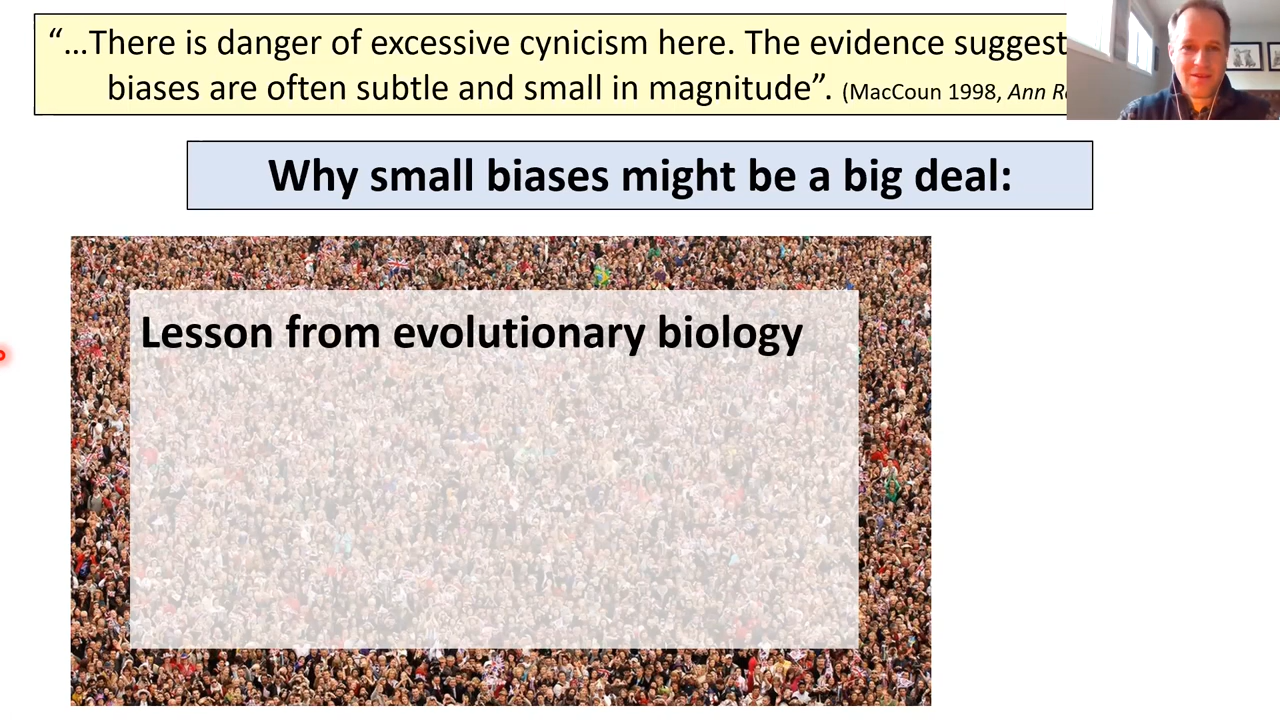 “…There is danger of excessive cynicism here. The evidence suggest
biases are often subtle and small in magnitude”. (MacCoun 1998, Ann
Why small biases might be a big deal:
Lesson from evolutionary biology